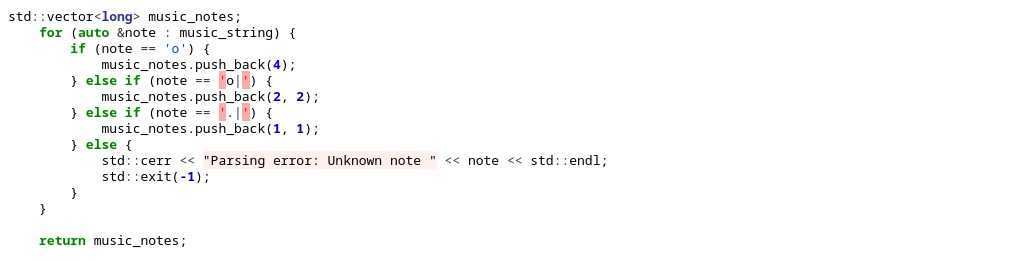 std::vector<long> music_notes;
    for (auto &note : music_string) {
        if (note == 'o') {
            music_notes.push_back(4);
        } else if (note == 'o|') {
            music_notes.push_back(2, 2);
        } else if (note == '.|') {
            music_notes.push_back(1, 1);
        } else {
            std::cerr << "Parsing error: Unknown note " << note << std::endl;
            std::exit(-1);
        }
    }

    return music_notes;